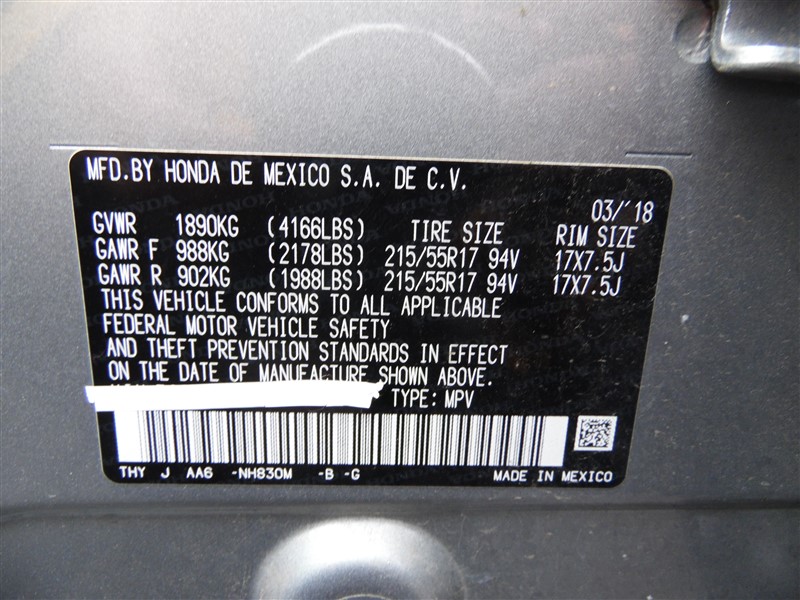 MFD.BY HONDA DE MEXICO S.A. DE C.V.
03/'18
GVWR 1890KG (4166LBS) TIRE SIZE RIM SIZE
GAWR F 988KG (2178LBS) 215/55R17 94V 17X7.5J
GAWR R 902KG (1988LBS) 215/55R17 94V 17X7.5J
THIS VEHICLE CONFORMS TO ALL APPLICABLE
FEDERAL MOTOR VEHICLE SAFETY
AND THEFT PREVENTION STANDARDS IN EFFECT
ON THE DATE OF MANUFACTURE SHOWN ABOVE.
TYPE: MPV
THY J AA6 -NH830M -B -G MADE IN MEXICO